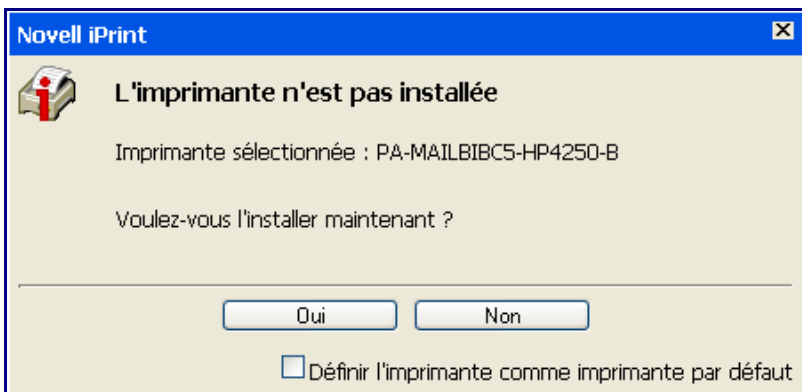 Novell iPrint
L'imprimante n'est pas installée
Imprimante sélectionnée : PA-MAILBIBC5-HP4250-B
Voulez-vous l'installer maintenant ?
Oui Non
Définir l'imprimante comme imprimante par défaut